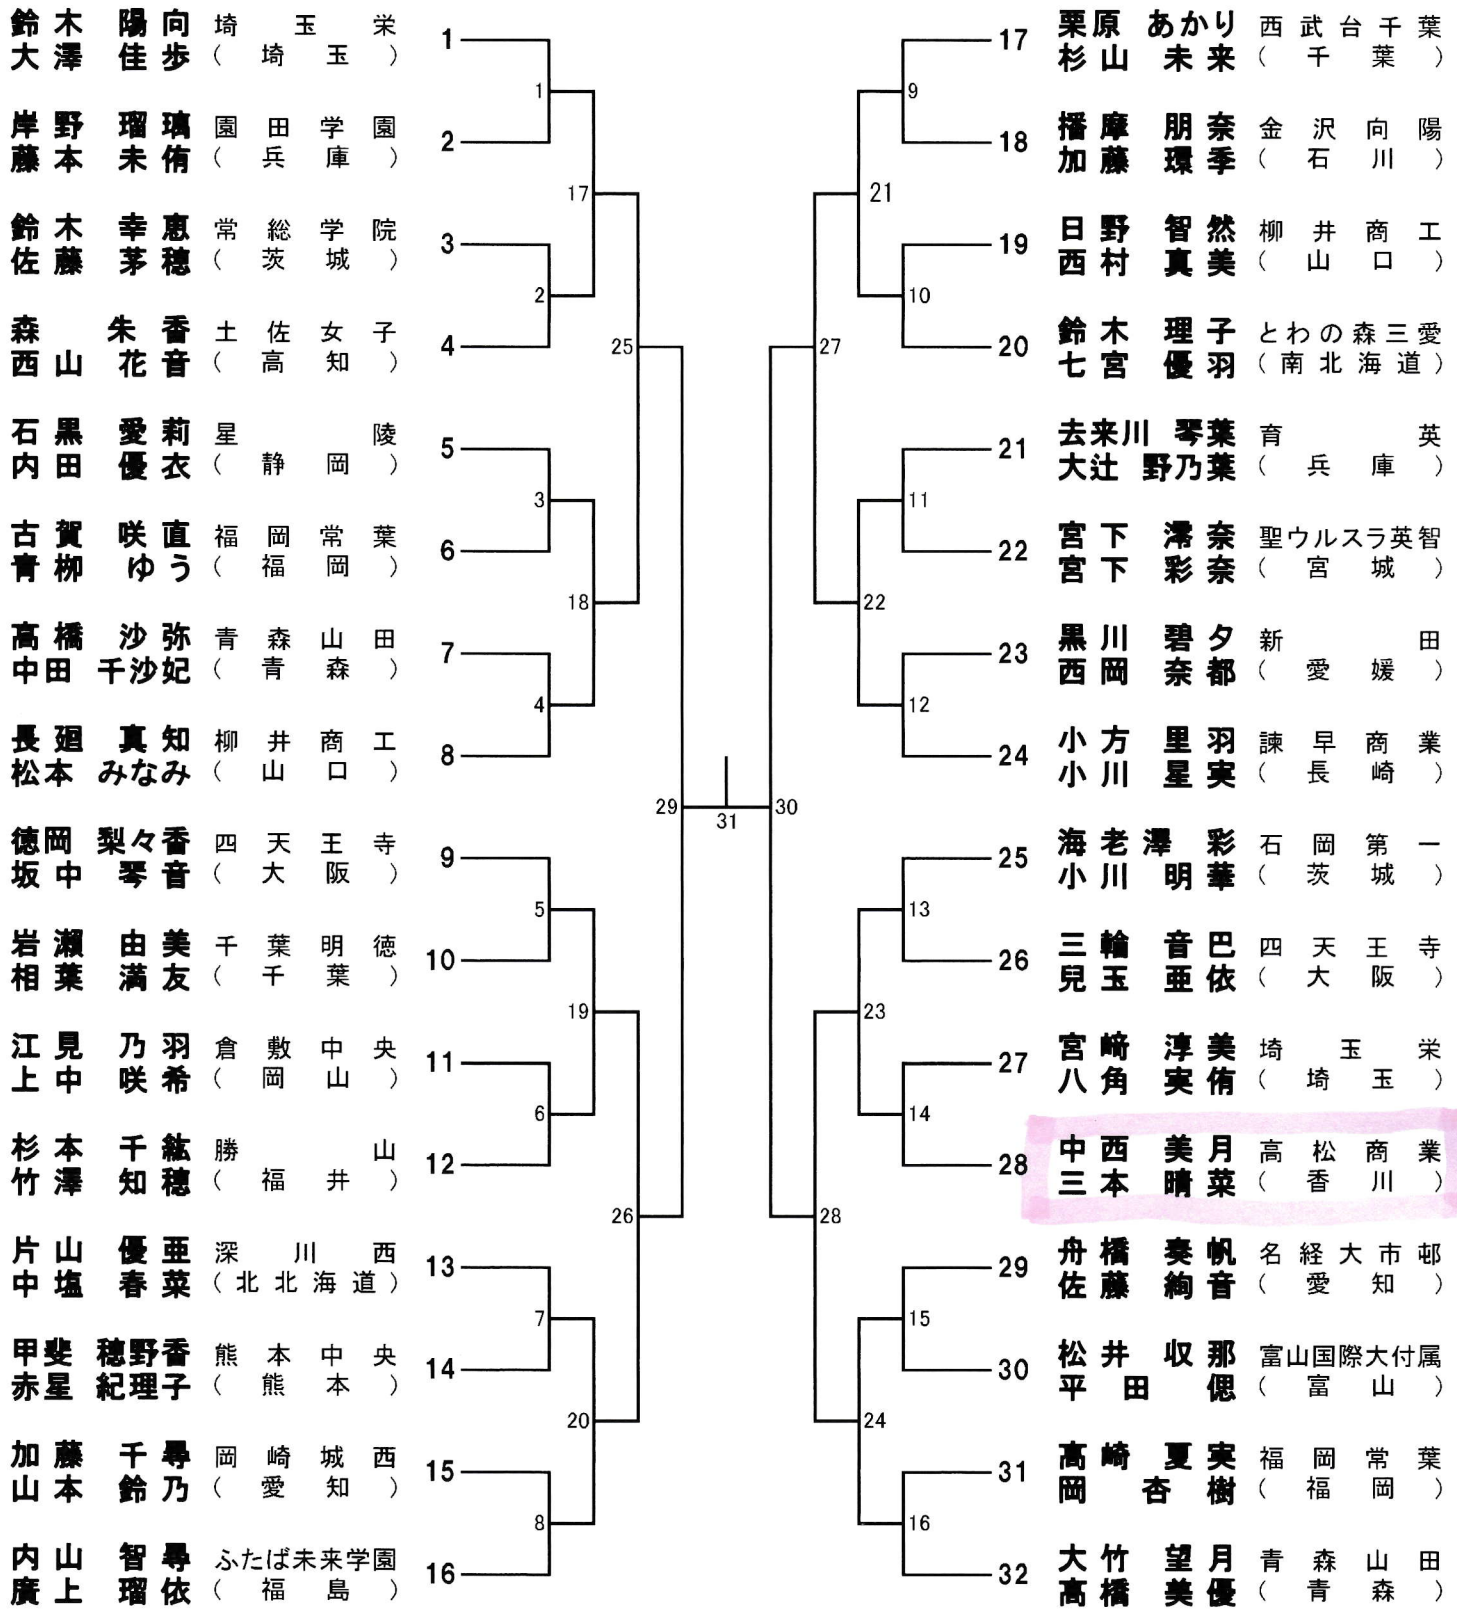 鈴木 陽向 埼玉栄
大澤 佳歩 (埼玉) 1
岸野 瑠璃 園田学園
藤本 未侑 (兵庫) 2
鈴木 幸恵 常総学院
佐藤 茅穂 (茨城) 3
森 朱香 土佐女子
西山 花音 (高知) 4
石黒 愛莉 星陵
内田 優衣 (静岡) 5
古賀 咲直 福岡常葉
青栁 ゆう (福岡) 6
高橋 沙弥 青森山田
中田 千沙妃 (青森) 7
長廻 真知 柳井商工
松本 みなみ (山口) 8
徳岡 梨々香 四天王寺
坂中 琴音 (大阪) 9
岩瀬 由美 千葉明徳
相葉 満友 (千葉) 10
江見 乃羽 倉敷中央
上中 咲希 (岡山) 11
杉本 千紘 勝山
竹澤 知穂 (福井) 12
片山 優亜 深川西
中塩 春菜 (北北海道) 13
甲斐 穂野香 熊本中央
赤星 紀理子 (熊本) 14
加藤 千尋 岡崎城西
山本 鈴乃 (愛知) 15
内山 智尋 ふたば未来学園
廣上 瑠依 (福島) 16
1
2
3
4
5
6
7
8
17
18
19
20
25
26
29
31
30
27
28
21
22
23
24
9
10
11
12
13
14
15
16
17 栗原 あかり 西武台千葉
杉山 未来 (千葉)
18 播摩 朋奈 金沢向陽
加藤 環季 (石川)
19 日野 智然 柳井商工
西村 真美 (山口)
20 鈴木 理子 とわの森三愛
七宮 優羽 (南北海道)
21 去来川 琴葉 育英
大辻 野乃葉 (兵庫)
22 宮下 澪奈 聖ウルスラ英智
宮下 彩奈 (宮城)
23 黒川 碧夕 新田
西岡 奈都 (愛媛)
24 小方 里羽 諫早商業
小川 星実 (長崎)
25 海老澤 彩 石岡第一
小川 明華 (茨城)
26 三輪 音巴 四天王寺
兒玉 亜依 (大阪)
27 宮﨑 淳美 埼玉栄
八角 実侑 (埼玉)
28 中西 美月 高松商業
三本 晴菜 (香川)
29 舟橋 奏帆 名経大市邨
佐藤 絢音 (愛知)
30 松井 収那 富山国際大付属
平田 偲 (富山)
31 髙崎 夏実 福岡常葉
岡 杏樹 (福岡)
32 大竹 望月 青森山田
髙橋 美優 (青森)